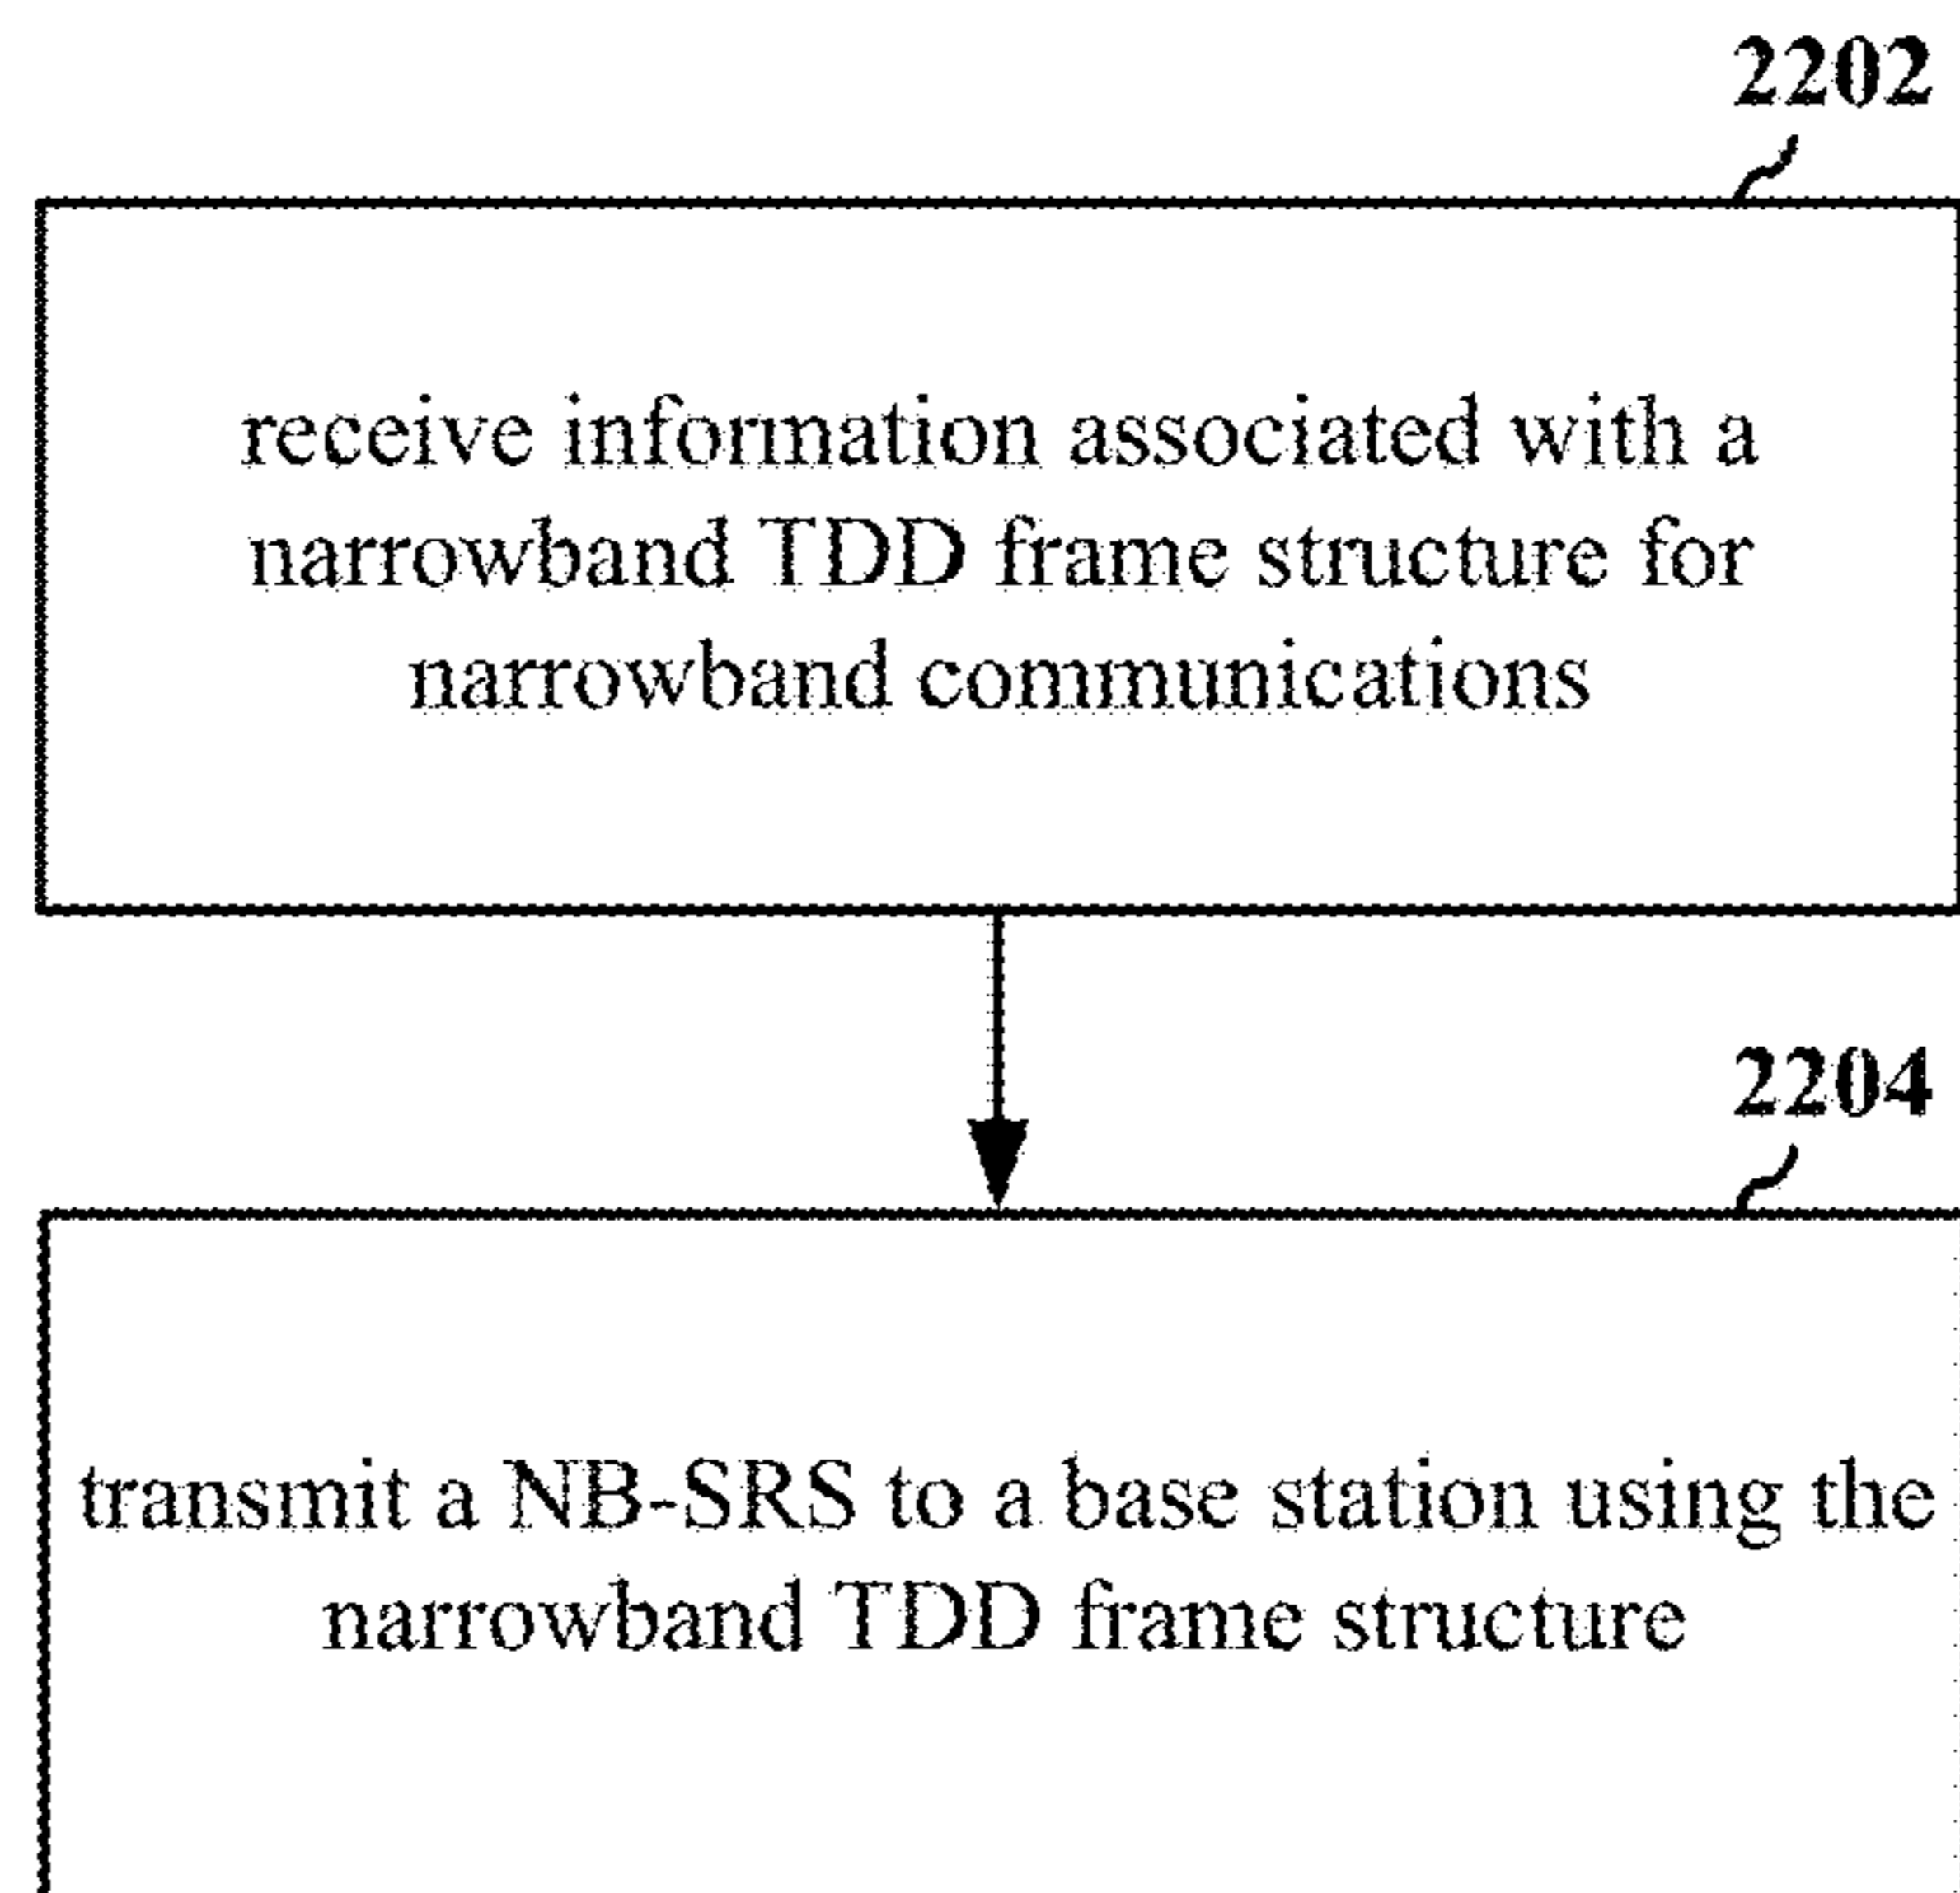 2202
receive information associated with a
narrowband TDD frame structure for
narrowband communications
2204
transmit a NB-SRS to a base station using the
narrowband TDD frame structure